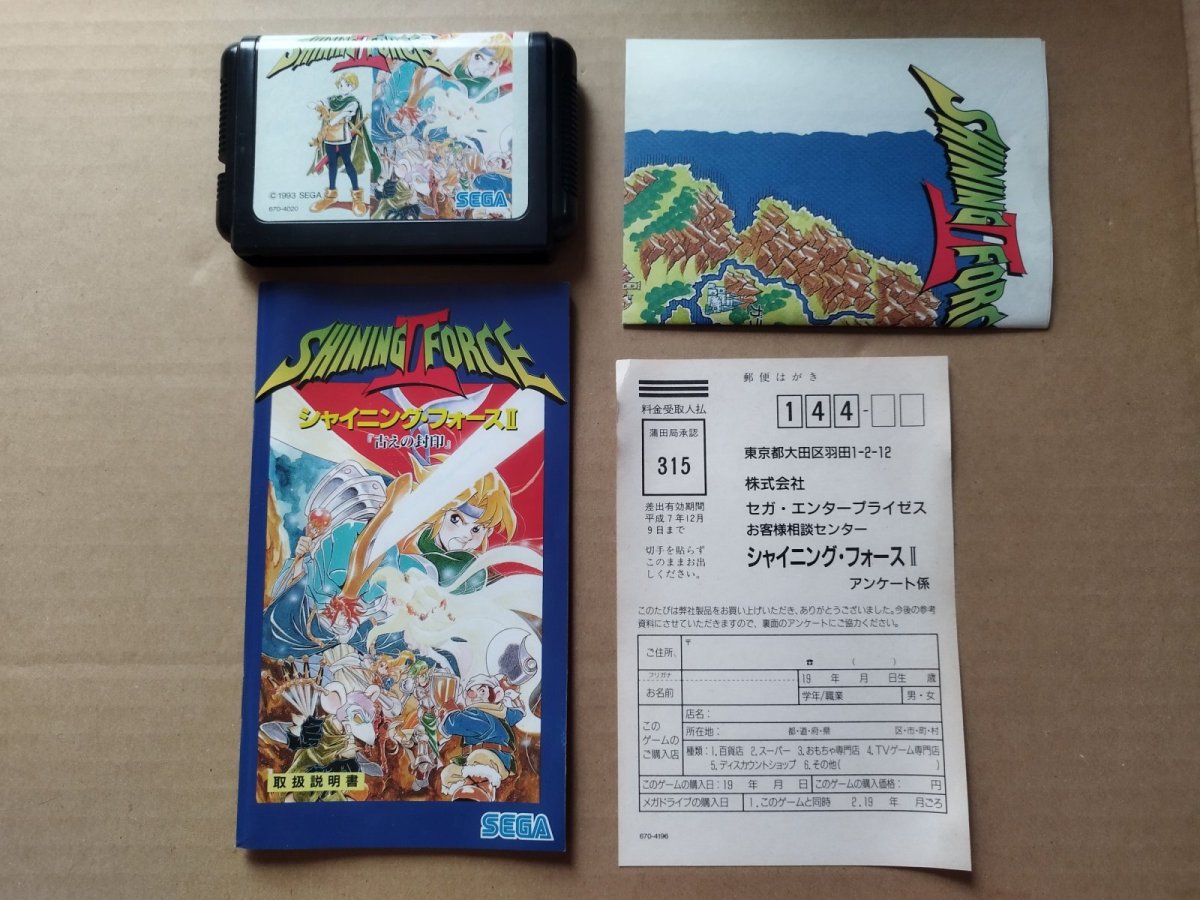 SHINING FORCE II
© 1993 SEGA
670-4020
SEGA
SHINING II FORCE
SHINING II FORCE
シャイニング・フォースII
『古えの封印』
取扱説明書
SEGA
郵便はがき
料金受取人払
蒲田局承認
315
差出有効期間
平成7年12月
9日まで
切手を貼らず
このままお出
しください。
144-
東京都大田区羽田1-2-12
株式会社
セガ・エンタープライゼス
お客様相談センター
シャイニング・フォースⅡ
アンケート係
このたびは弊社製品をお買い上げいただき、ありがとうございました。今後の参考
資料にさせていただきますので、裏面のアンケートにご協力ください。
ご住所、 〒
☎ ( )
フリガナ
お名前
19 年 月 日生 歳
学年/職業 男・女
このゲームのご購入店
店名：
所在地： 都・道・府・県 区・市・町・村
種類：1. 百貨店 2. スーパー 3. おもちゃ専門店 4. TVゲーム専門店
5. ディスカウントショップ 6. その他( )
このゲームの購入日：19 年 月 日 このゲームの購入価格： 円
メガドライブの購入日 1. このゲームと同時 2. 19 年 月ごろ
670-4196